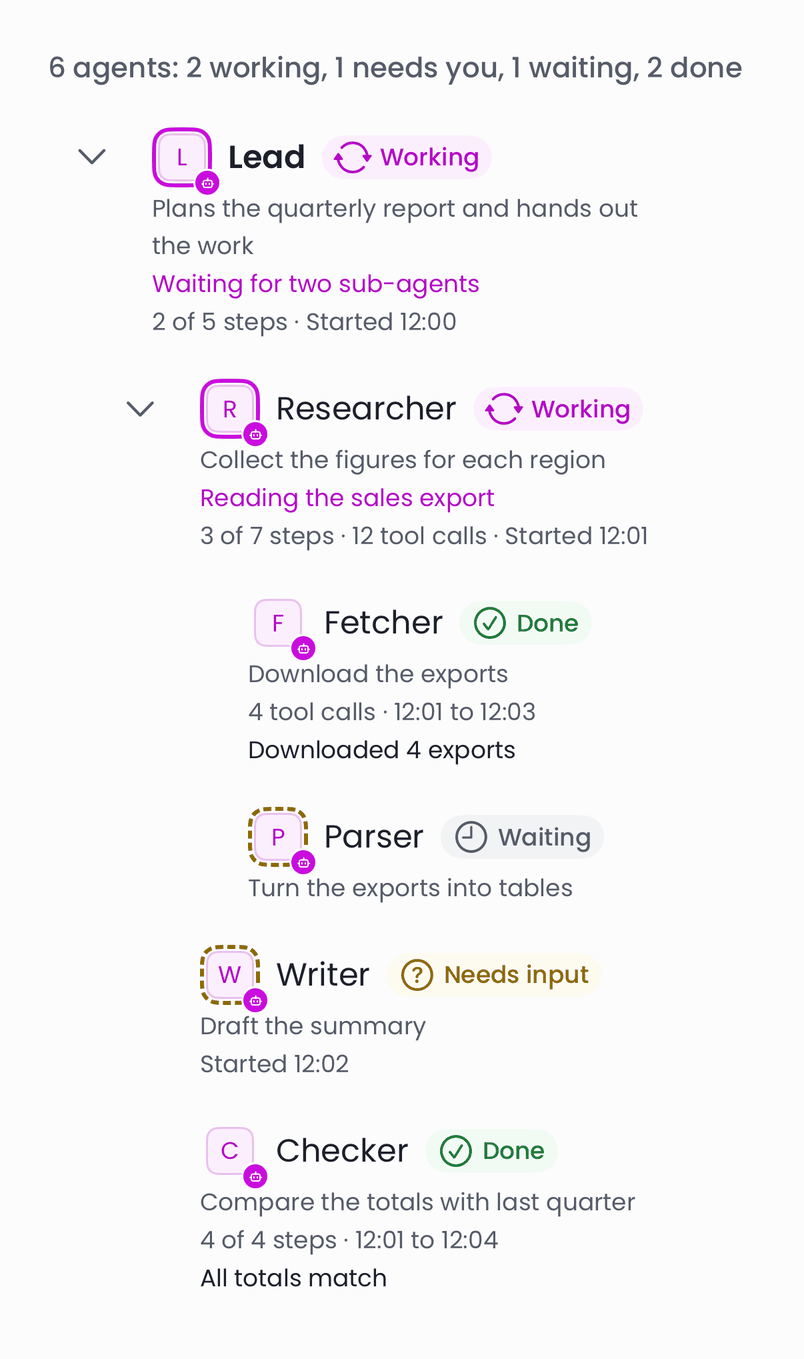 6 agents: 2 working, 1 needs you, 1 waiting, 2 done
L Lead Working
Plans the quarterly report and hands out
the work
Waiting for two sub-agents
2 of 5 steps · Started 12:00
R Researcher Working
Collect the figures for each region
Reading the sales export
3 of 7 steps · 12 tool calls · Started 12:01
F Fetcher Done
Download the exports
4 tool calls · 12:01 to 12:03
Downloaded 4 exports
P Parser Waiting
Turn the exports into tables
W Writer Needs input
Draft the summary
Started 12:02
C Checker Done
Compare the totals with last quarter
4 of 4 steps · 12:01 to 12:04
All totals match